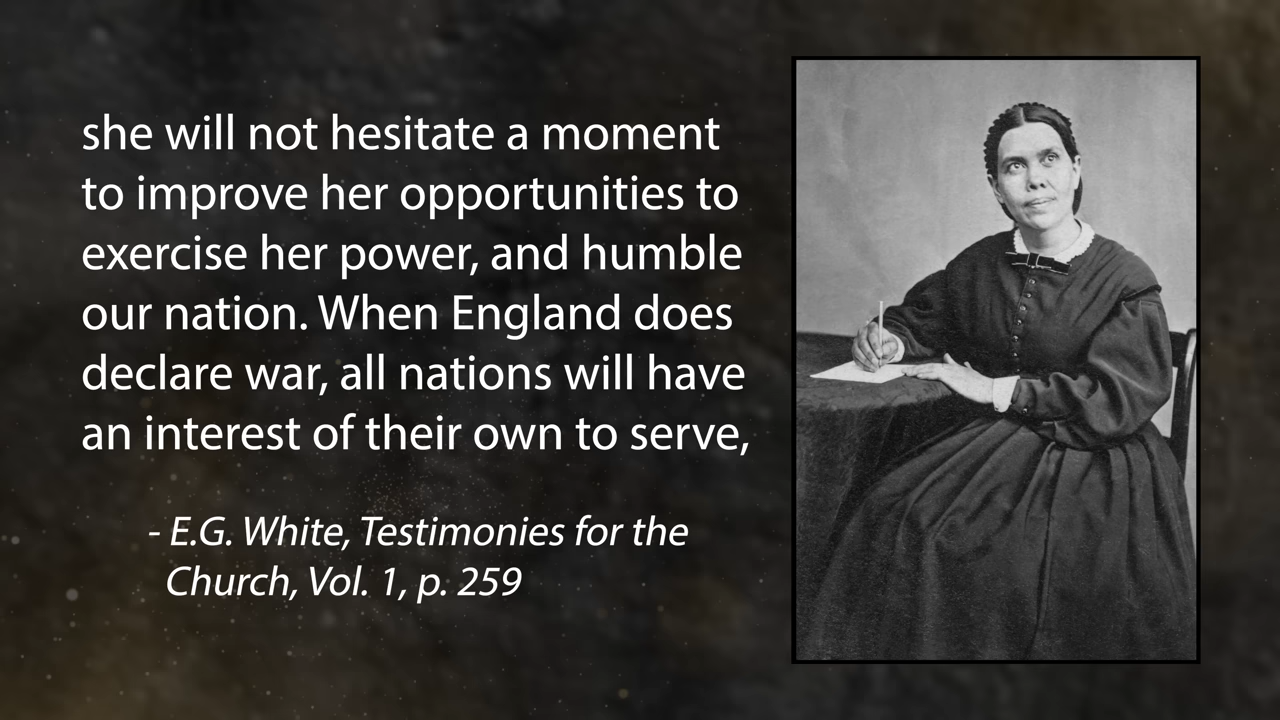 she will not hesitate a moment
to improve her opportunities to
exercise her power, and humble
our nation. When England does
declare war, all nations will have
an interest of their own to serve,
- E.G. White, Testimonies for the
Church, Vol. 1, p. 259